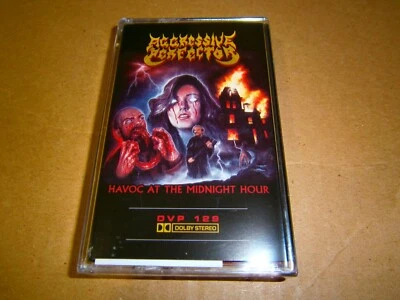 AGGRESSIVE
PERFECTOR
HAVOC AT THE MIDNIGHT HOUR
DVP 129
DOLBY STEREO